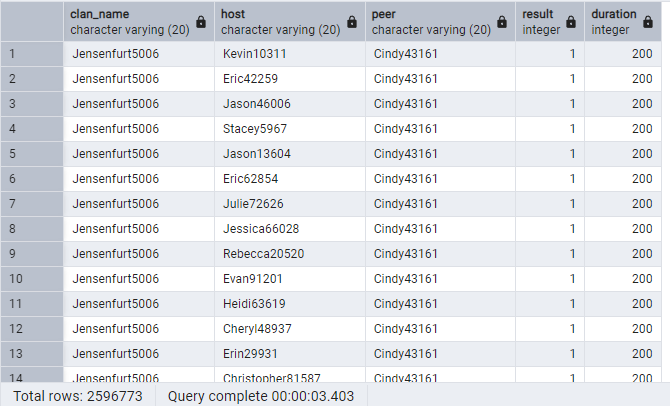 clan_name host peer result duration
character varying (20) character varying (20) character varying (20) integer integer
1 Jensenfurt5006 Kevin10311 Cindy43161 1 200
2 Jensenfurt5006 Eric42259 Cindy43161 1 200
3 Jensenfurt5006 Jason46006 Cindy43161 1 200
4 Jensenfurt5006 Stacey5967 Cindy43161 1 200
5 Jensenfurt5006 Jason13604 Cindy43161 1 200
6 Jensenfurt5006 Eric62854 Cindy43161 1 200
7 Jensenfurt5006 Julie72626 Cindy43161 1 200
8 Jensenfurt5006 Jessica66028 Cindy43161 1 200
9 Jensenfurt5006 Rebecca20520 Cindy43161 1 200
10 Jensenfurt5006 Evan91201 Cindy43161 1 200
11 Jensenfurt5006 Heidi63619 Cindy43161 1 200
12 Jensenfurt5006 Cheryl48937 Cindy43161 1 200
13 Jensenfurt5006 Erin29931 Cindy43161 1 200
14 Jensenfurt5006 Christopher81587 Cindy43161 1 200
Total rows: 2596773 Query complete 00:00:03.403